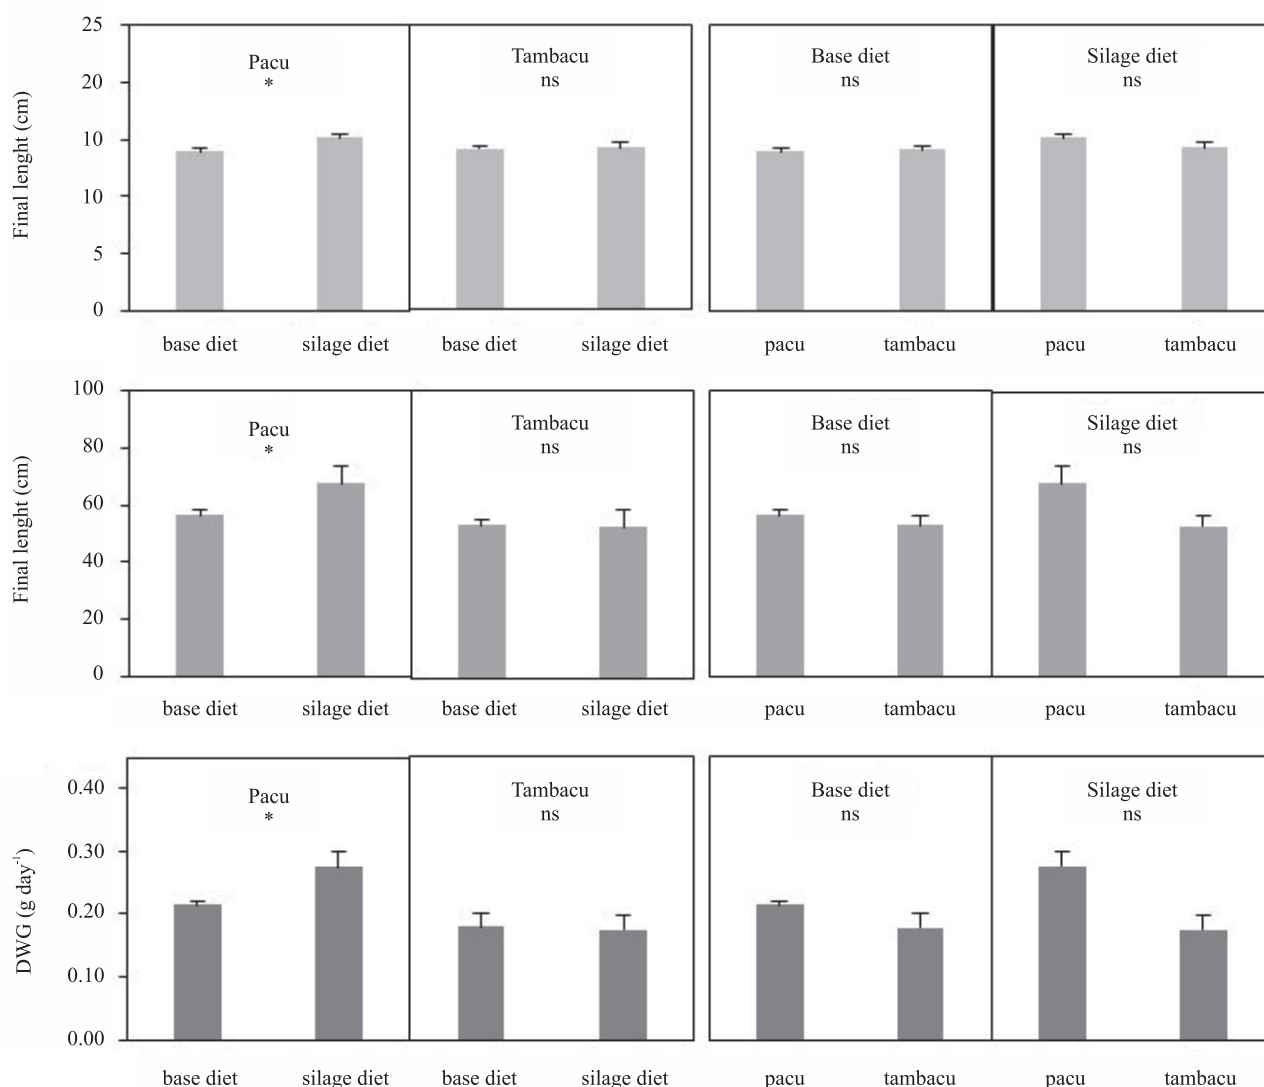 25
20
10
10
5
0
Final lenght (cm)
Pacu
*
Tambacu
ns
Base diet
ns
Silage diet
ns
base diet silage diet base diet silage diet pacu tambacu pacu tambacu
100
80
60
40
20
0
Final lenght (cm)
Pacu
*
Tambacu
ns
Base diet
ns
Silage diet
ns
base diet silage diet base diet silage diet pacu tambacu pacu tambacu
0.40
0.30
0.20
0.10
0.00
DWG (g day⁻¹)
Pacu
*
Tambacu
ns
Base diet
ns
Silage diet
ns
base diet silage diet base diet silage diet pacu tambacu pacu tambacu